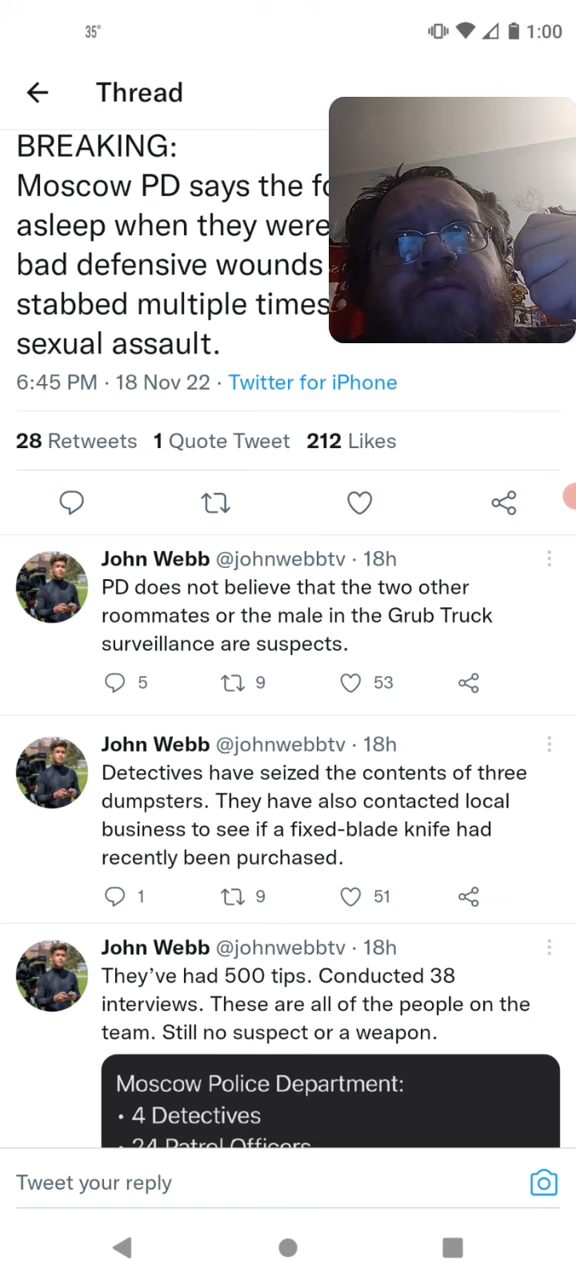 35°
1:00
Thread
BREAKING:
Moscow PD says the
asleep when they were
bad defensive wounds
stabbed multiple times
sexual assault.
6:45 PM · 18 Nov 22 · Twitter for iPhone
28 Retweets 1 Quote Tweet 212 Likes
John Webb @johnwebbtv · 18h
PD does not believe that the two other
roommates or the male in the Grub Truck
surveillance are suspects.
5 9 53
John Webb @johnwebbtv · 18h
Detectives have seized the contents of three
dumpsters. They have also contacted local
business to see if a fixed-blade knife had
recently been purchased.
1 9 51
John Webb @johnwebbtv · 18h
They've had 500 tips. Conducted 38
interviews. These are all of the people on the
team. Still no suspect or a weapon.
Moscow Police Department:
• 4 Detectives
• 24 Patrol Officers
Tweet your reply